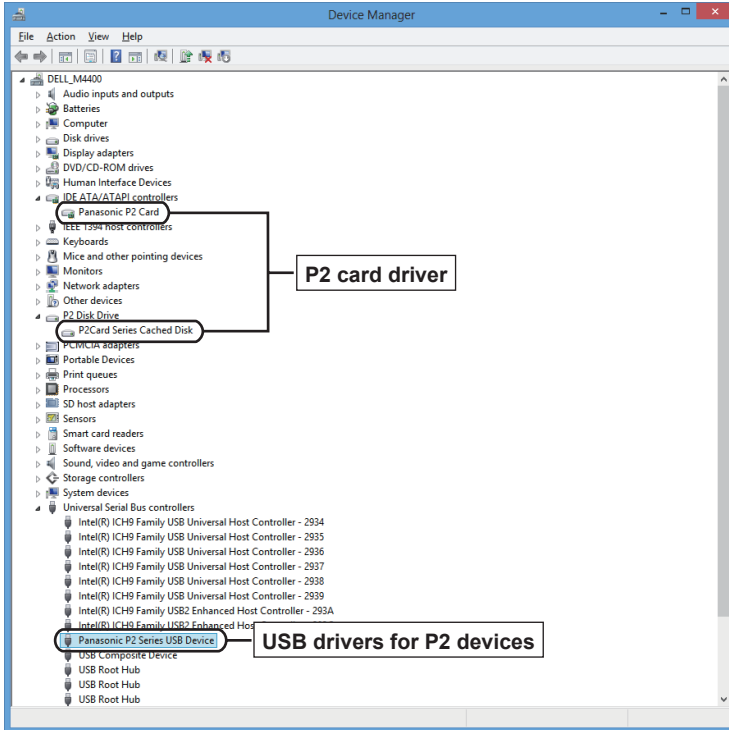 Device Manager
File Action View Help
DELL_M4400
Audio inputs and outputs
Batteries
Computer
Disk drives
Display adapters
DVD/CD-ROM drives
Human Interface Devices
IDE ATA/ATAPI controllers
Panasonic P2 Card
IEEE 1394 host controllers
Keyboards
Mice and other pointing devices
Monitors
P2 card driver
Network adapters
Other devices
P2 Disk Drive
P2Card Series Cached Disk
PCMCIA adapters
Portable Devices
Print queues
Processors
SD host adapters
Sensors
Smart card readers
Software devices
Sound, video and game controllers
Storage controllers
System devices
Universal Serial Bus controllers
Intel(R) ICH9 Family USB Universal Host Controller - 2934
Intel(R) ICH9 Family USB Universal Host Controller - 2935
Intel(R) ICH9 Family USB Universal Host Controller - 2936
Intel(R) ICH9 Family USB Universal Host Controller - 2937
Intel(R) ICH9 Family USB Universal Host Controller - 2938
Intel(R) ICH9 Family USB Universal Host Controller - 2939
Intel(R) ICH9 Family USB2 Enhanced Host Controller - 293A
Intel(R) ICH9 Family USB2 Enhanced Hos
Panasonic P2 Series USB Device
USB drivers for P2 devices
USB Composite Device
USB Root Hub
USB Root Hub
USB Root Hub